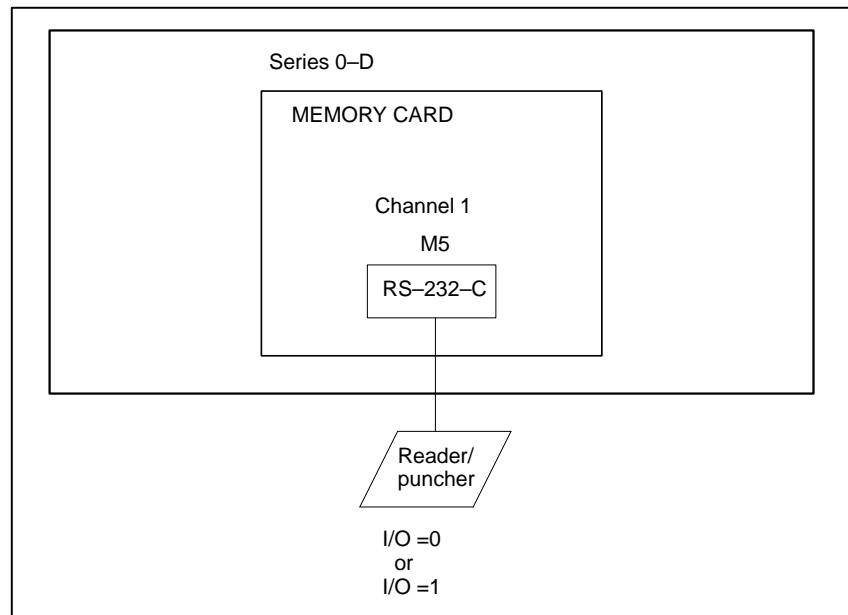 Series 0–D
MEMORY CARD
Channel 1
M5
RS–232–C
Reader/
puncher
I/O =0
or
I/O =1